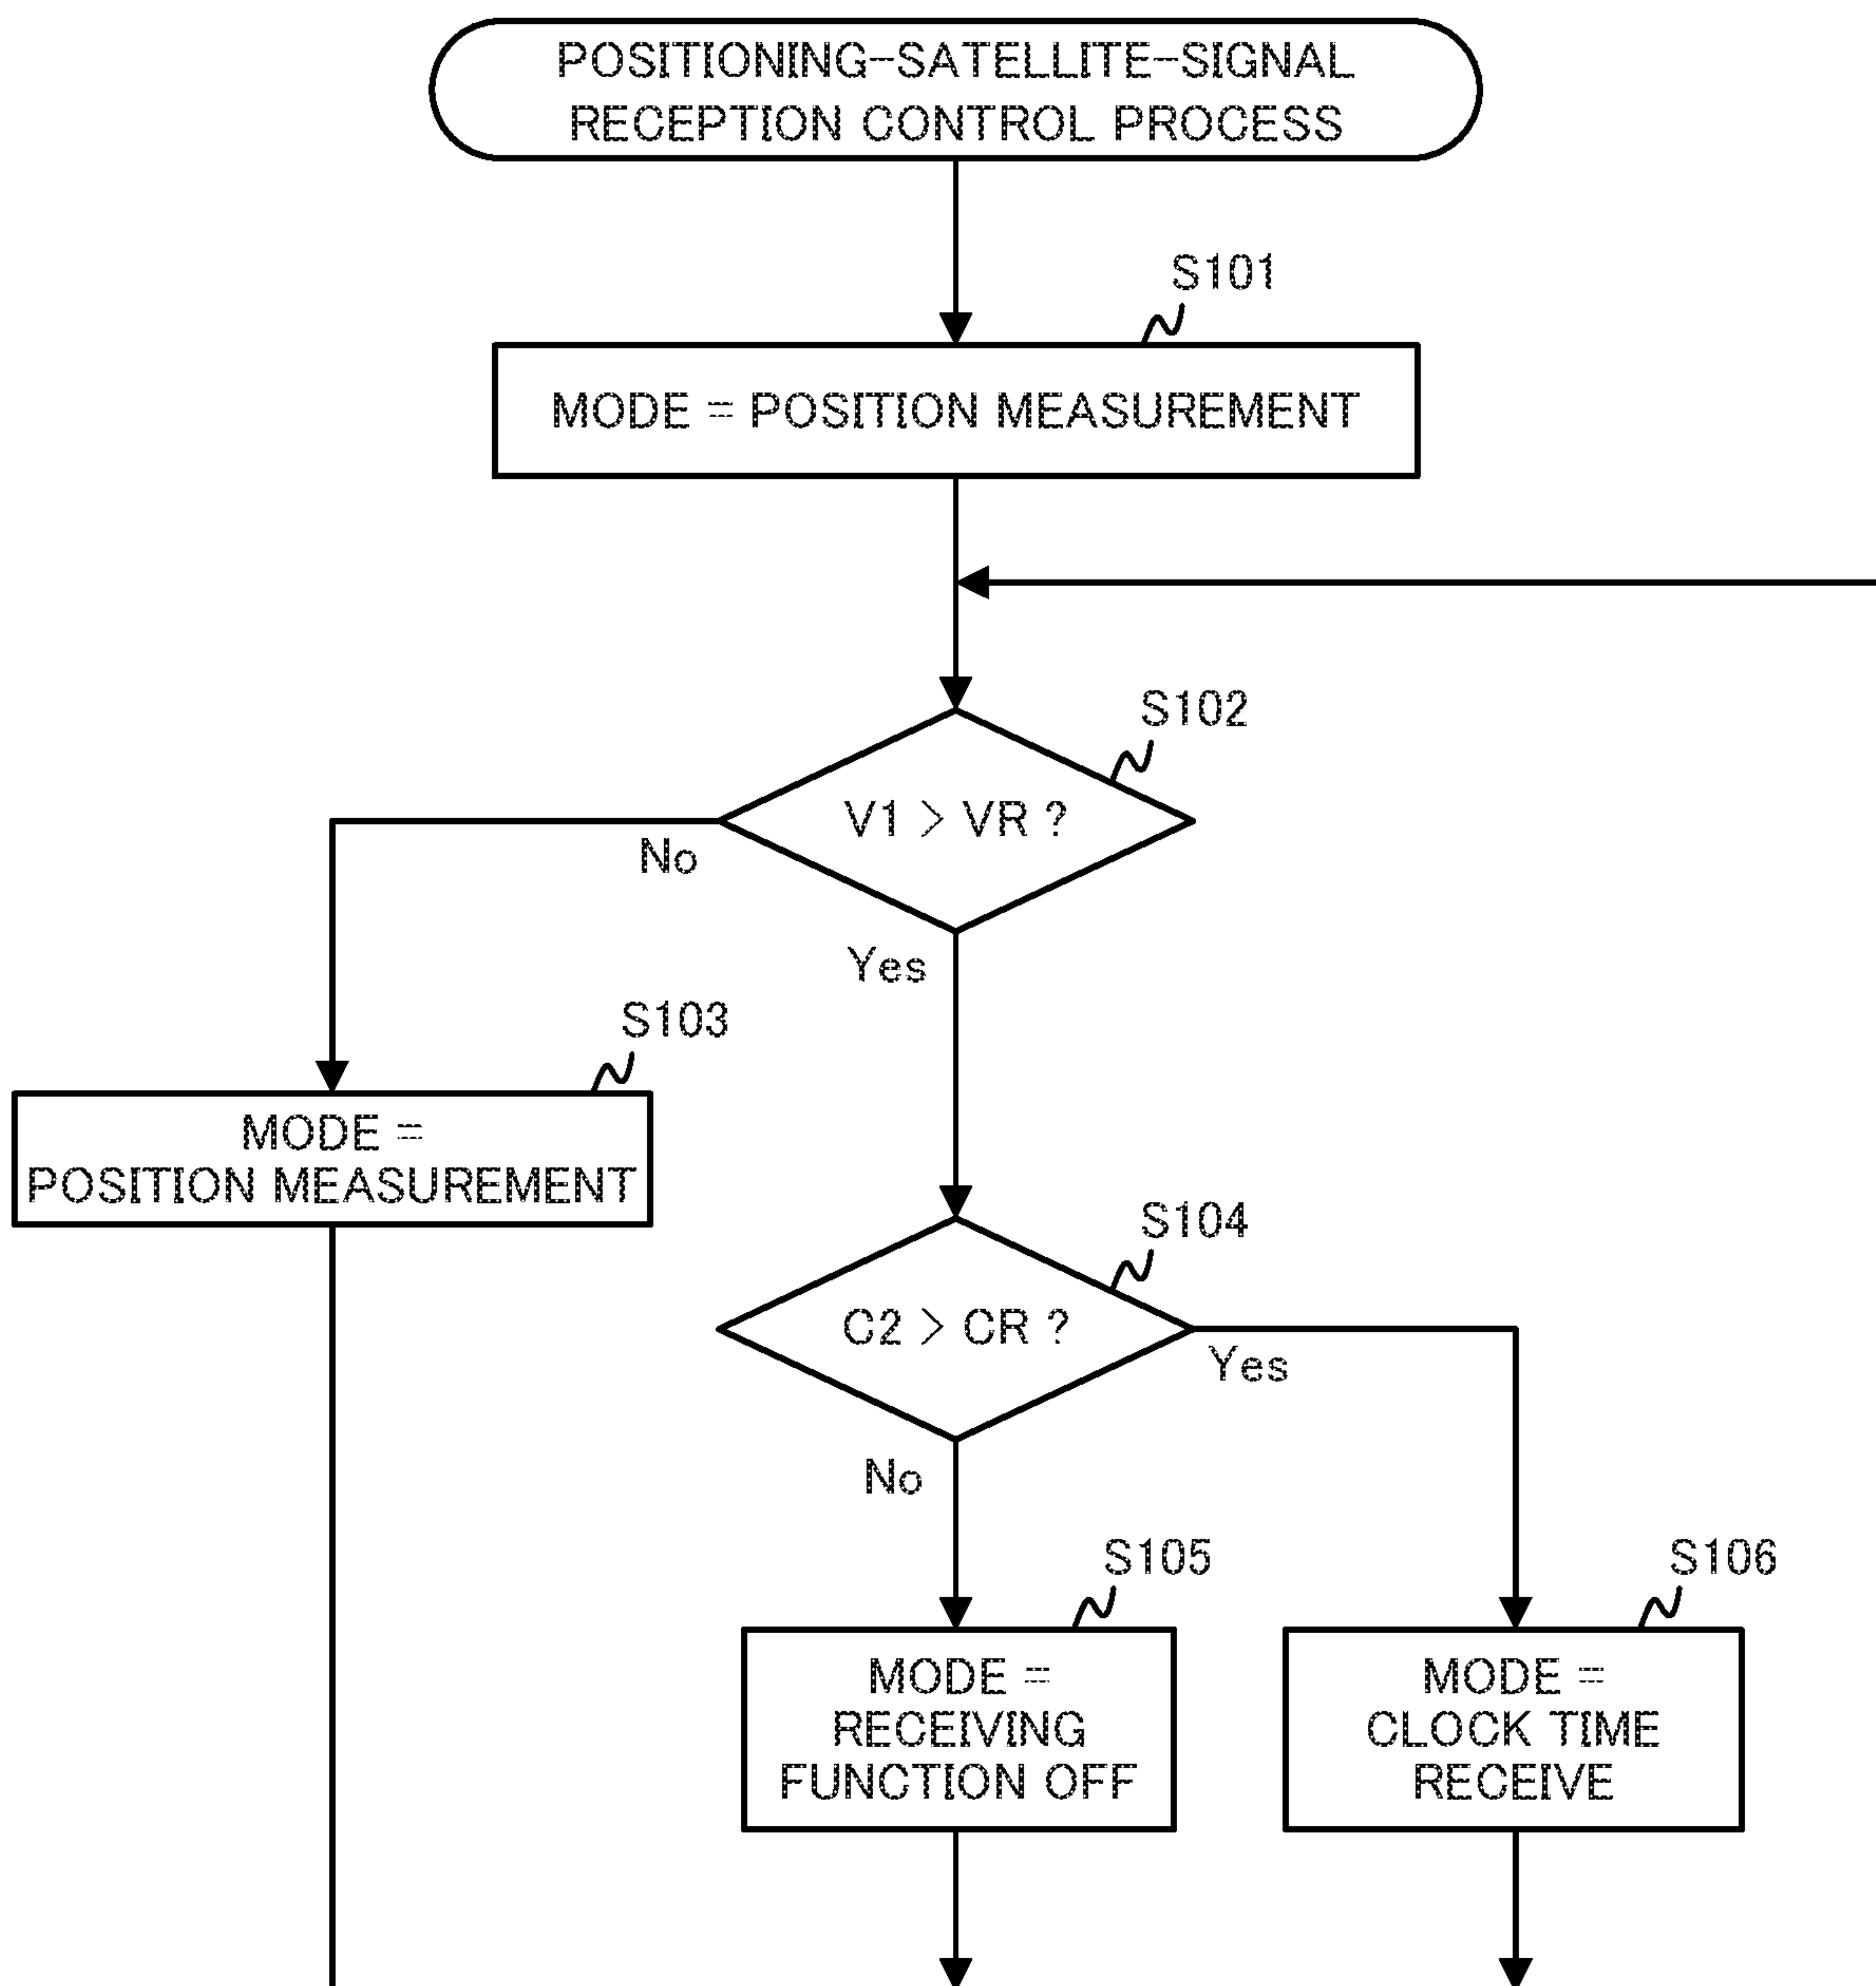 POSITIONING-SATELLITE-SIGNAL
RECEPTION CONTROL PROCESS
S101
MODE = POSITION MEASUREMENT
S102
V1 > VR ?
No
Yes
S103
MODE =
POSITION MEASUREMENT
S104
C2 > CR ?
Yes
No
S105
MODE =
RECEIVING
FUNCTION OFF
S106
MODE =
CLOCK TIME
RECEIVE